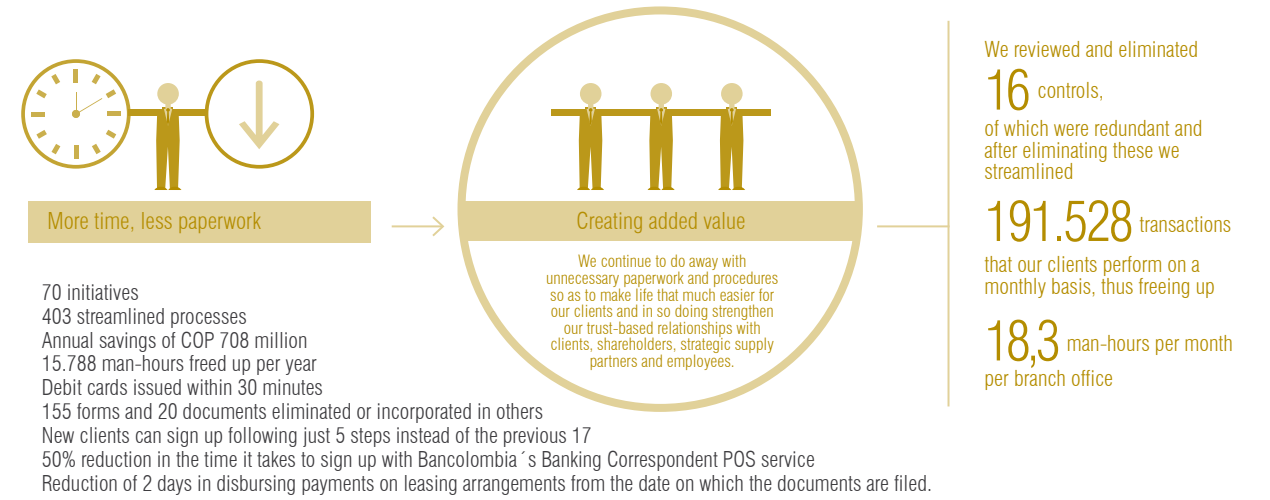 More time, less paperwork
70 initiatives
403 streamlined processes
Annual savings of COP 708 million
15.788 man-hours freed up per year
Debit cards issued within 30 minutes
155 forms and 20 documents eliminated or incorporated in others
New clients can sign up following just 5 steps instead of the previous 17
50% reduction in the time it takes to sign up with Bancolombia´s Banking Correspondent POS service
Reduction of 2 days in disbursing payments on leasing arrangements from the date on which the documents are filed.
Creating added value
We continue to do away with
unnecessary paperwork and procedures
so as to make life that much easier for
our clients and in so doing strengthen
our trust-based relationships with
clients, shareholders, strategic supply
partners and employees.
We reviewed and eliminated
16 controls,
of which were redundant and
after eliminating these we
streamlined
191.528 transactions
that our clients perform on a
monthly basis, thus freeing up
18,3 man-hours per month
per branch office